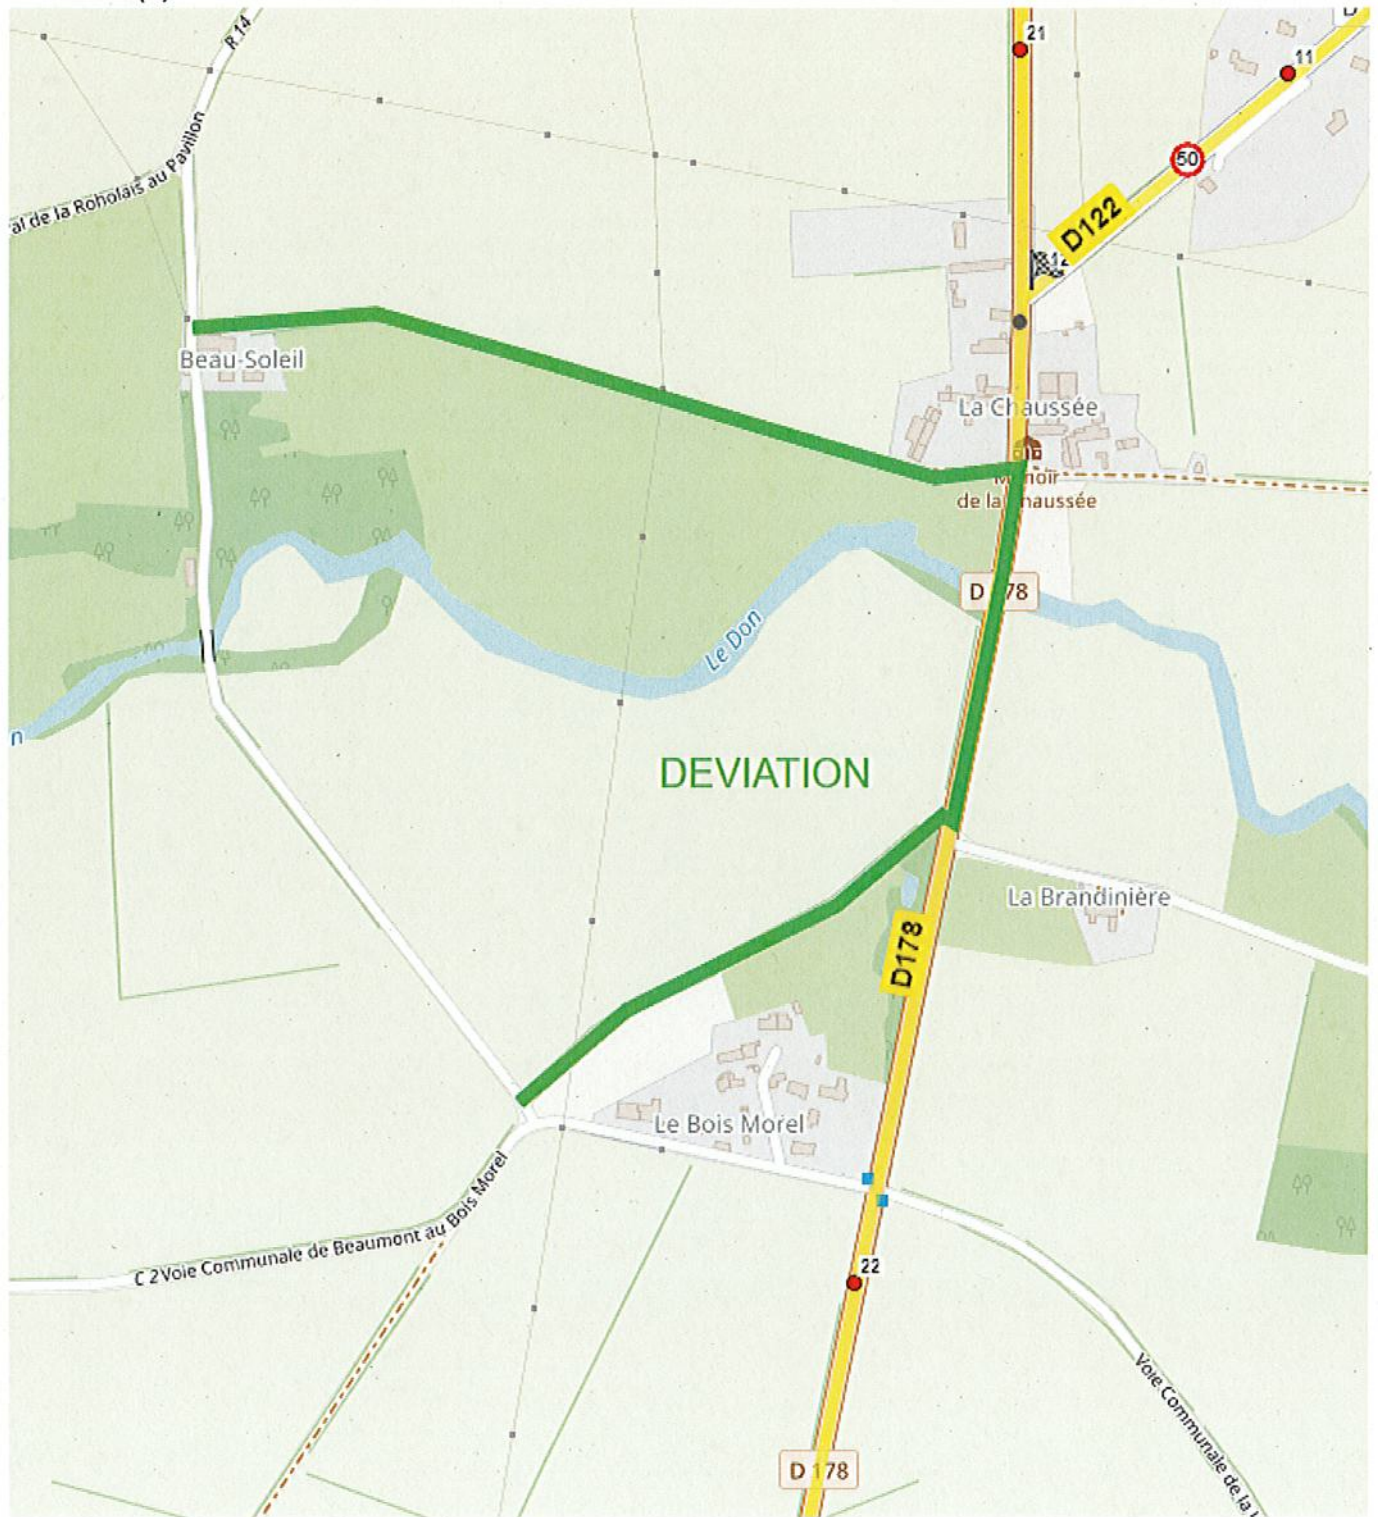 R 14
21
11
50
al de la Roholais au Pavillon
D122
12
Beau-Soleil
La Chaussée
Manoir
de la Chaussée
D 178
Le Don
n
DEVIATION
La Brandinière
D178
Le Bois Morel
C 2 Voie Communale de Beaumont au Bois Morel
22
Voie Communale de la
D 178